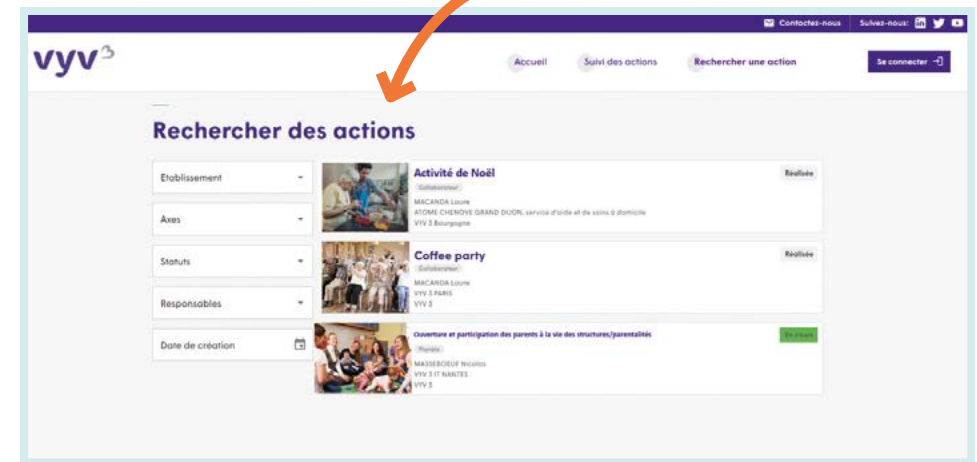 Contactez-nous
Suivez-nous:
vyv3
Accueil
Suivi des actions
Rechercher une action
Se connecter
Rechercher des actions
Etablissement
Axes
Statuts
Responsables
Date de création
Activité de Noël
Réalisée
Collaborateur
MACANDA Laure
ATOME CHENOVE GRAND DIJON, service d'aide et de soins à domicile
VYV 3 Bourgogne
Coffee party
Réalisée
Collaborateur
MACANDA Laure
VYV 3 PARIS
VYV 3
Ouverture et participation des parents à la vie des structures/parentalités
En cours
Planète
MASSEBOEUF Nicolas
VYV 3 IT NANTES
VYV 3